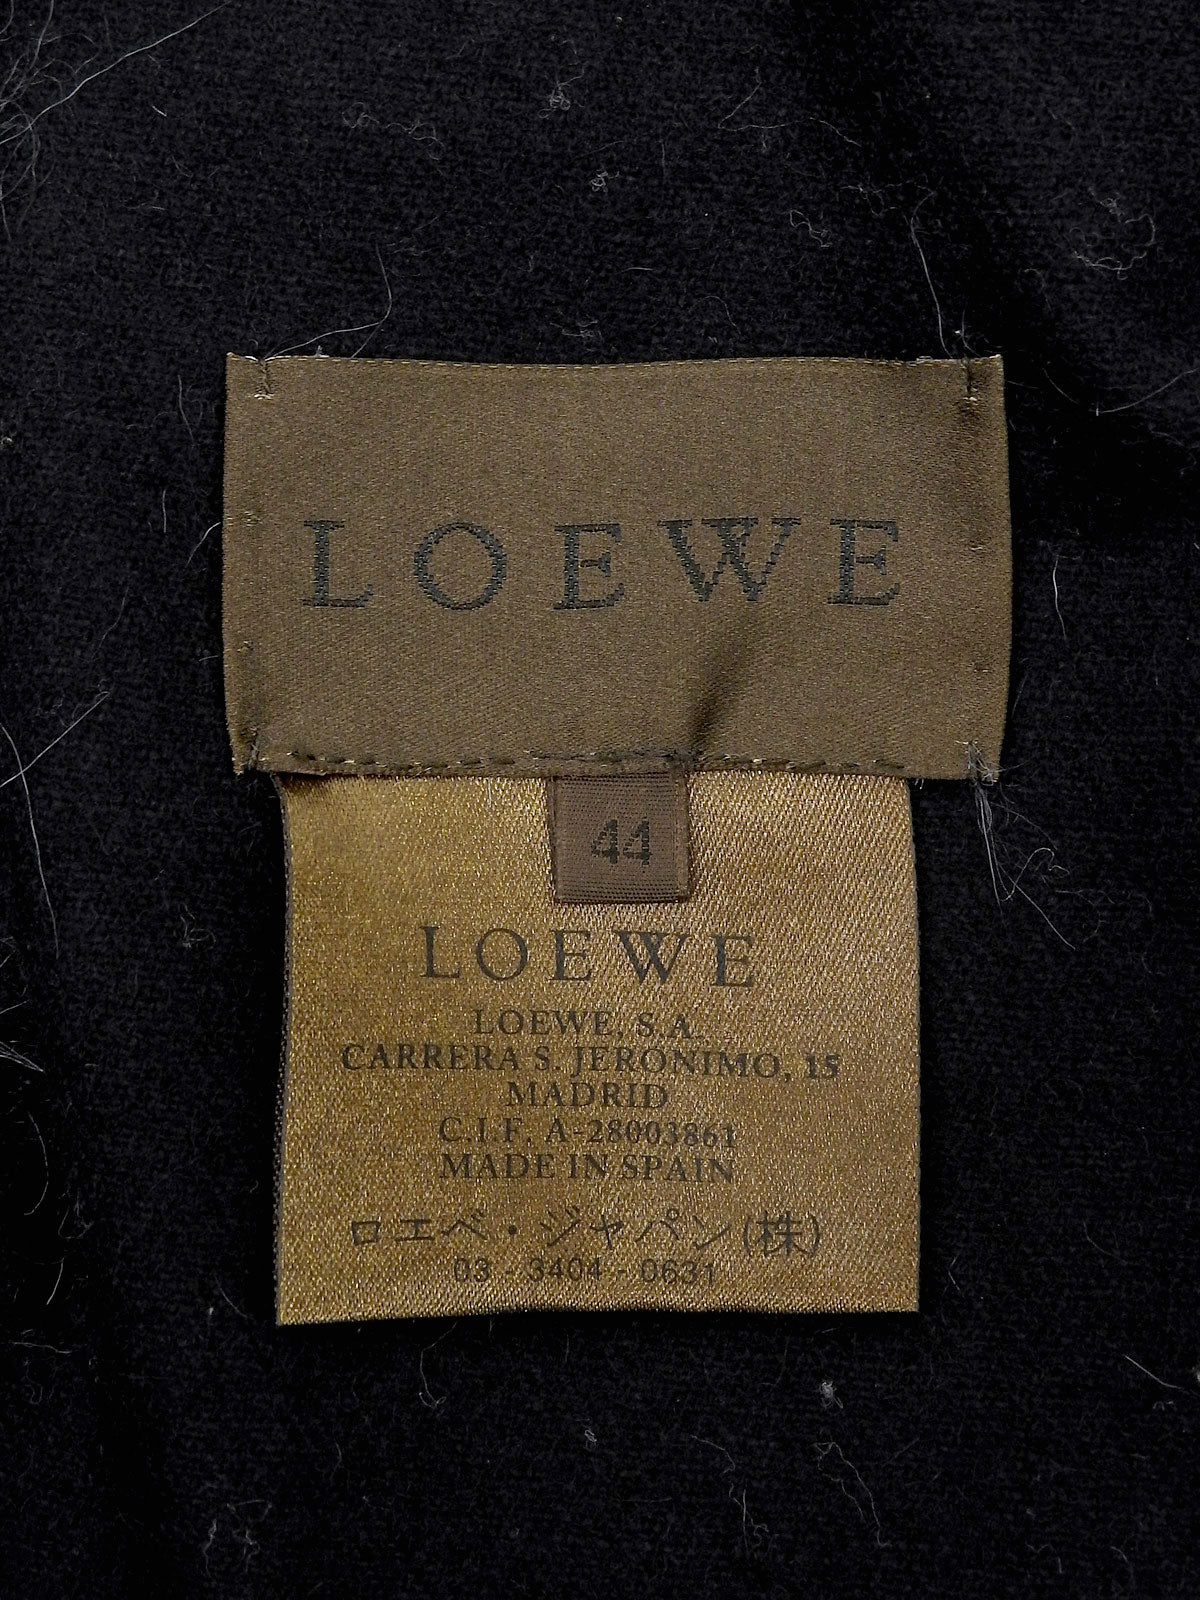 LOEWE
44
LOEWE
LOEWE, S.A.
CARRERA S. JERONIMO, 15
MADRID
C.I.F. A-28003861
MADE IN SPAIN
ロエベ・ジャパン(株)
03 - 3404 - 0631